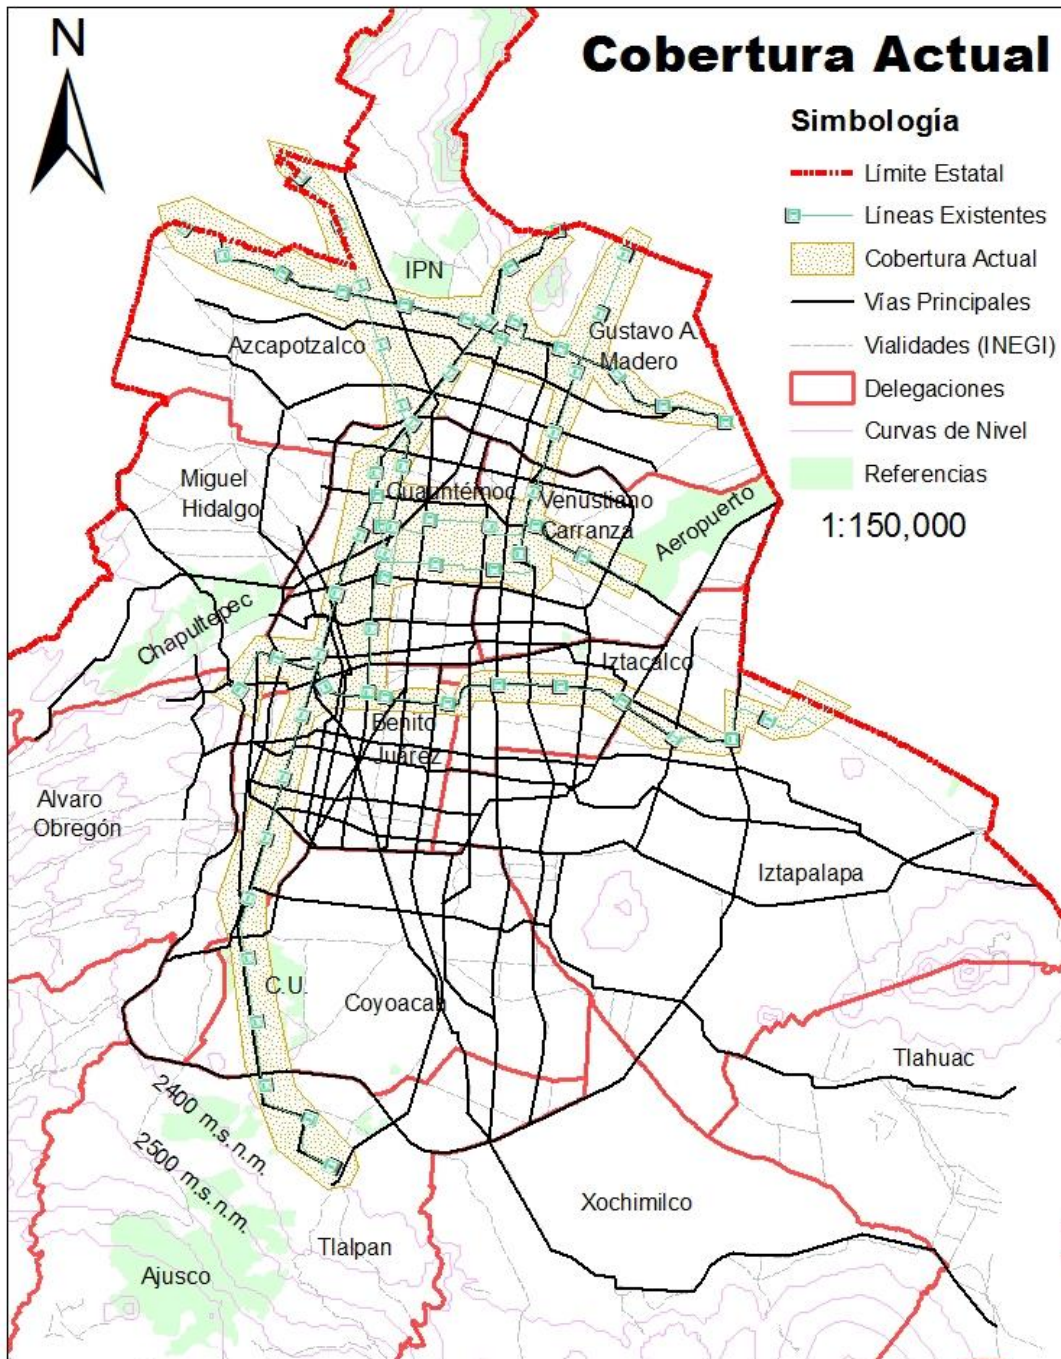 N
Cobertura Actual
Simbología
Límite Estatal
Líneas Existentes
Cobertura Actual
Vías Principales
Vialidades (INEGI)
Delegaciones
Curvas de Nivel
Referencias
1:150,000
IPN
Gustavo A.
Madero
Azcapotzalco
Miguel
Hidalgo
Cuauhtémoc
Venustiano
Carranza
Aeropuerto
Chapultepec
Iztacalco
Benito
Juárez
Alvaro
Obregón
Iztapalapa
C.U.
Coyoacan
Tlahuac
2400 m.s.n.m.
2500 m.s.n.m.
Xochimilco
Tlalpan
Ajusco